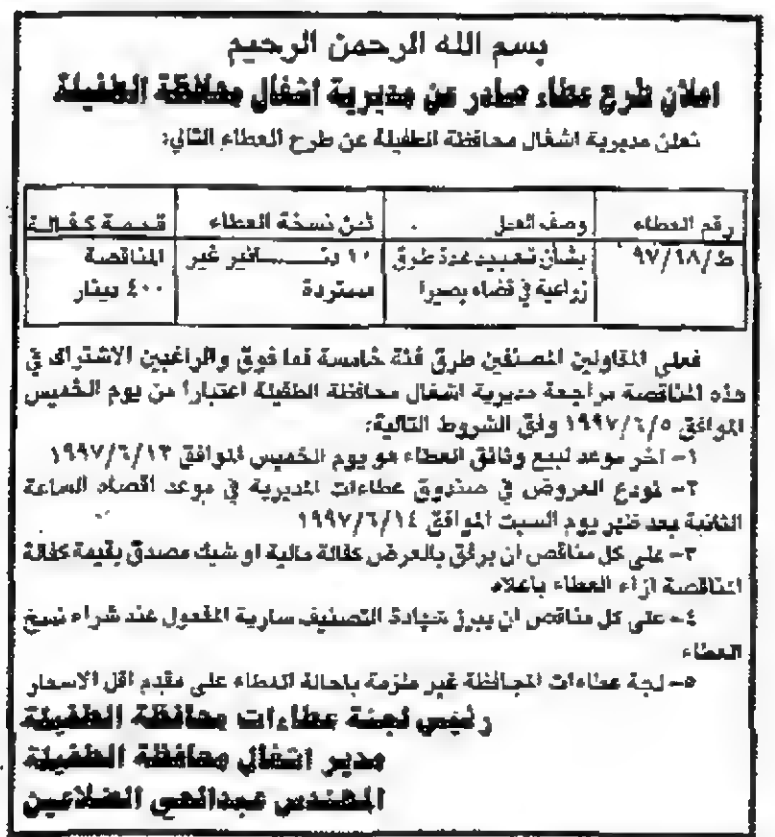 بسم الله الرحمن الرحيم
اعلان طرح عطاء صادر عن مديرية اشغال محافظة الطفيلة
تعلن مديرية اشغال محافظة الطفيلة عن طرح العطاء التالي:
رقم العطاء وصف العمل ثمن نسخة العطاء قيمة كفالة
ط/٩٧/١٨ بشأن تعبيد عدة طرق ١٠ دنانير غير المناقصة
زراعية في قضاء بصيرا مستردة ٤٠٠ دينار
فعلى المقاولين المصنفين طرق فئة خامسة فما فوق والراغبين الاشتراك في
هذه المناقصة مراجعة مديرية اشغال محافظة الطفيلة اعتبارا من يوم الخميس
الموافق ١٩٩٧/٦/٥ وفق الشروط التالية:
١- اخر موعد لبيع وثائق العطاء هو يوم الخميس الموافق ١٩٩٧/٦/١٢
٢- تودع العروض في صندوق عطاءات المديرية في موعد اقصاه الساعة
الثانية بعد ظهر يوم السبت الموافق ١٩٩٧/٦/١٤
٣- على كل مناقص ان يرفق بالعرض كفالة مالية او شيك مصدق بقيمة كفالة
المناقصة ازاء العطاء باعلاه
٤- على كل مناقص ان يبرز شهادة التصنيف سارية المفعول عند شراء نسخ
العطاء
٥- لجنة عطاءات المحافظة غير ملزمة باحالة العطاء على مقدم اقل الاسعار
رئيس لجنة عطاءات محافظة الطفيلة
مدير اشغال محافظة الطفيلة
المهندس عبدالحي الضلاعين